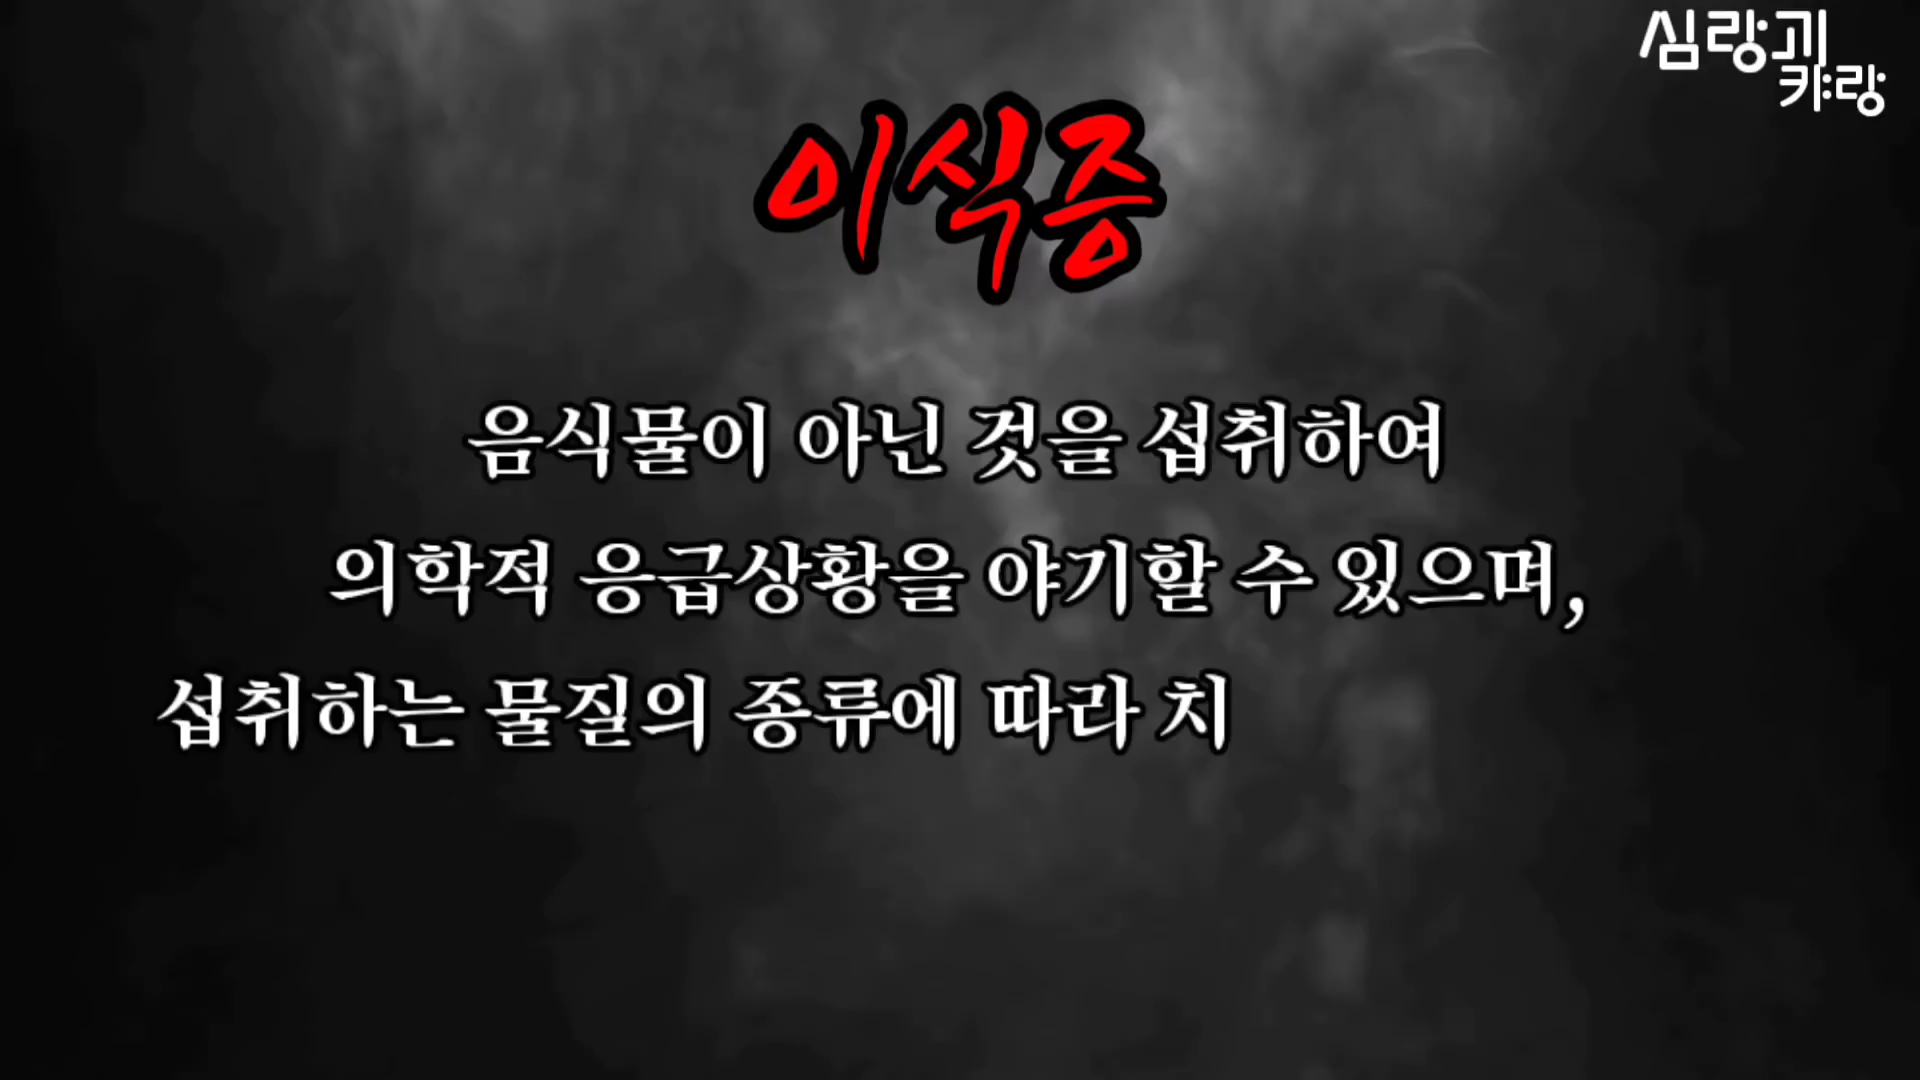 심랑괴
캬랑
이식증
음식물이 아닌 것을 섭취하여
의학적 응급상황을 야기할 수 있으며,
섭취하는 물질의 종류에 따라 치